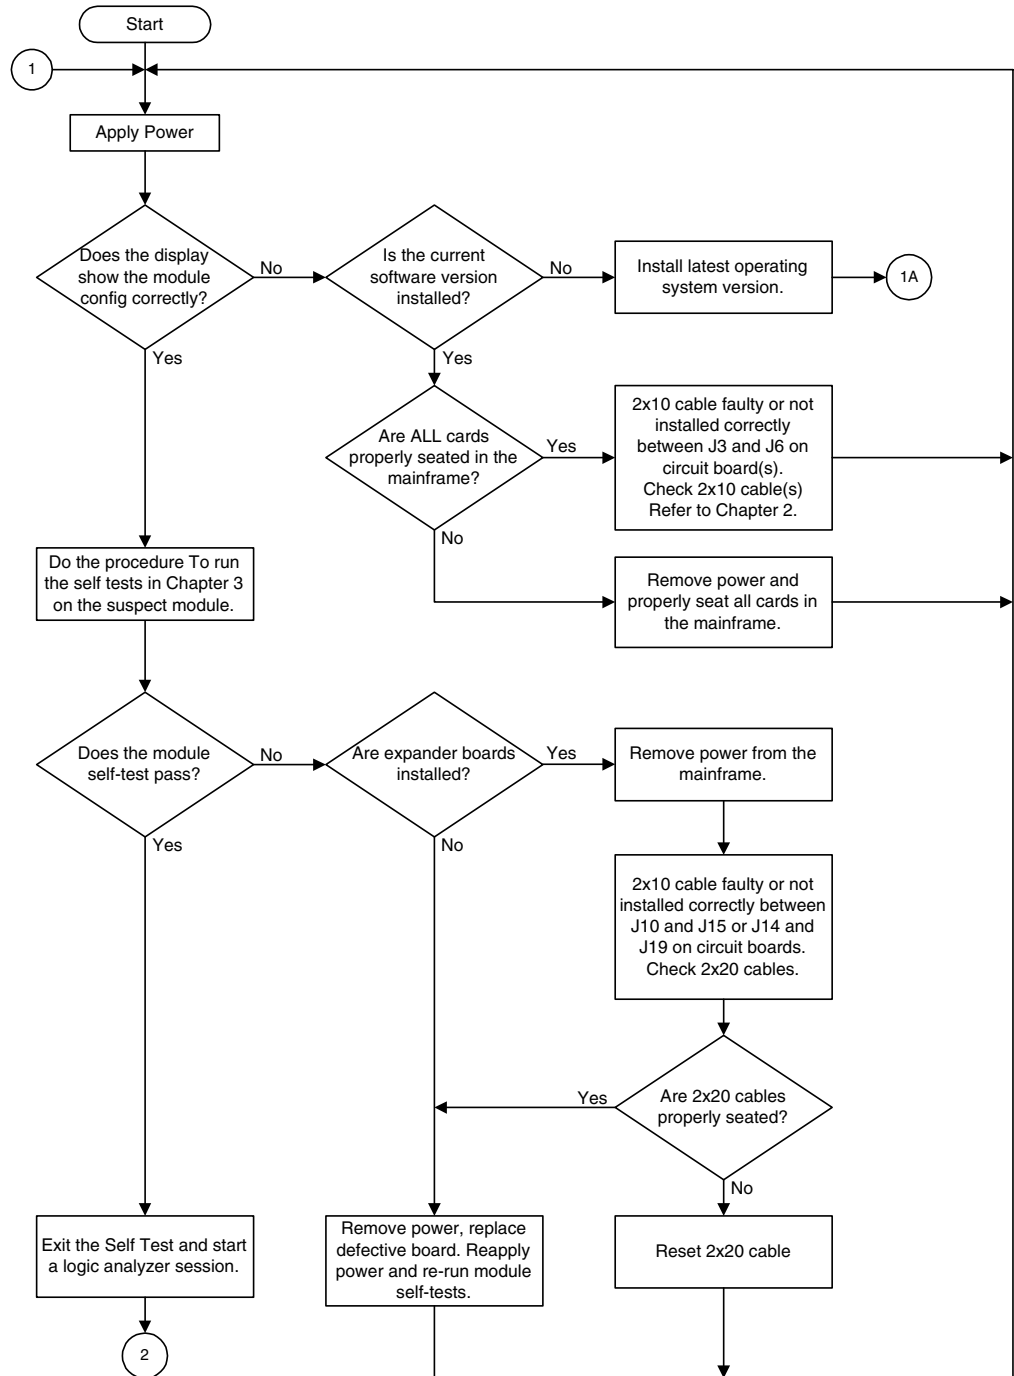 Start
1
Apply Power
Does the display
show the module
config correctly?
No
Is the current
software version
installed?
No
Install latest operating
system version.
1A
Yes
Yes
Are ALL cards
properly seated in the
mainframe?
Yes
2x10 cable faulty or not
installed correctly
between J3 and J6 on
circuit board(s).
Check 2x10 cable(s)
Refer to Chapter 2.
No
Do the procedure To run
the self tests in Chapter 3
on the suspect module.
Remove power and
properly seat all cards in
the mainframe.
Does the module
self-test pass?
No
Are expander boards
installed?
Yes
Remove power from the
mainframe.
Yes
No
2x10 cable faulty or not
installed correctly between
J10 and J15 or J14 and
J19 on circuit boards.
Check 2x20 cables.
Yes
Are 2x20 cables
properly seated?
No
Exit the Self Test and start
a logic analyzer session.
Remove power, replace
defective board. Reapply
power and re-run module
self-tests.
Reset 2x20 cable
2